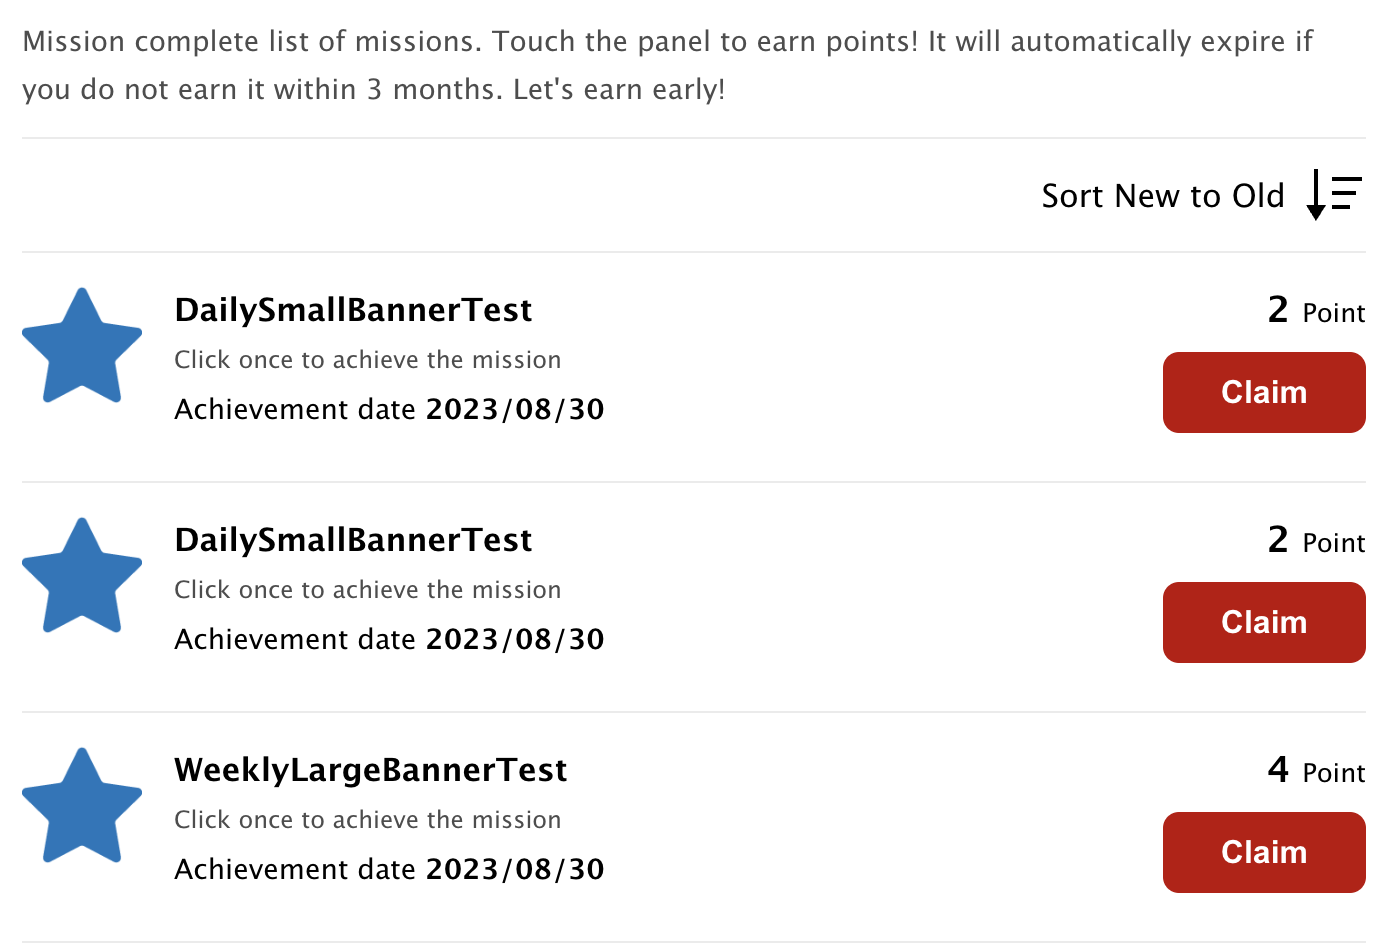 Mission complete list of missions. Touch the panel to earn points! It will automatically expire if
you do not earn it within 3 months. Let's earn early!
Sort New to Old
DailySmallBannerTest
2 Point
Click once to achieve the mission
Claim
Achievement date 2023/08/30
DailySmallBannerTest
2 Point
Click once to achieve the mission
Claim
Achievement date 2023/08/30
WeeklyLargeBannerTest
4 Point
Click once to achieve the mission
Claim
Achievement date 2023/08/30